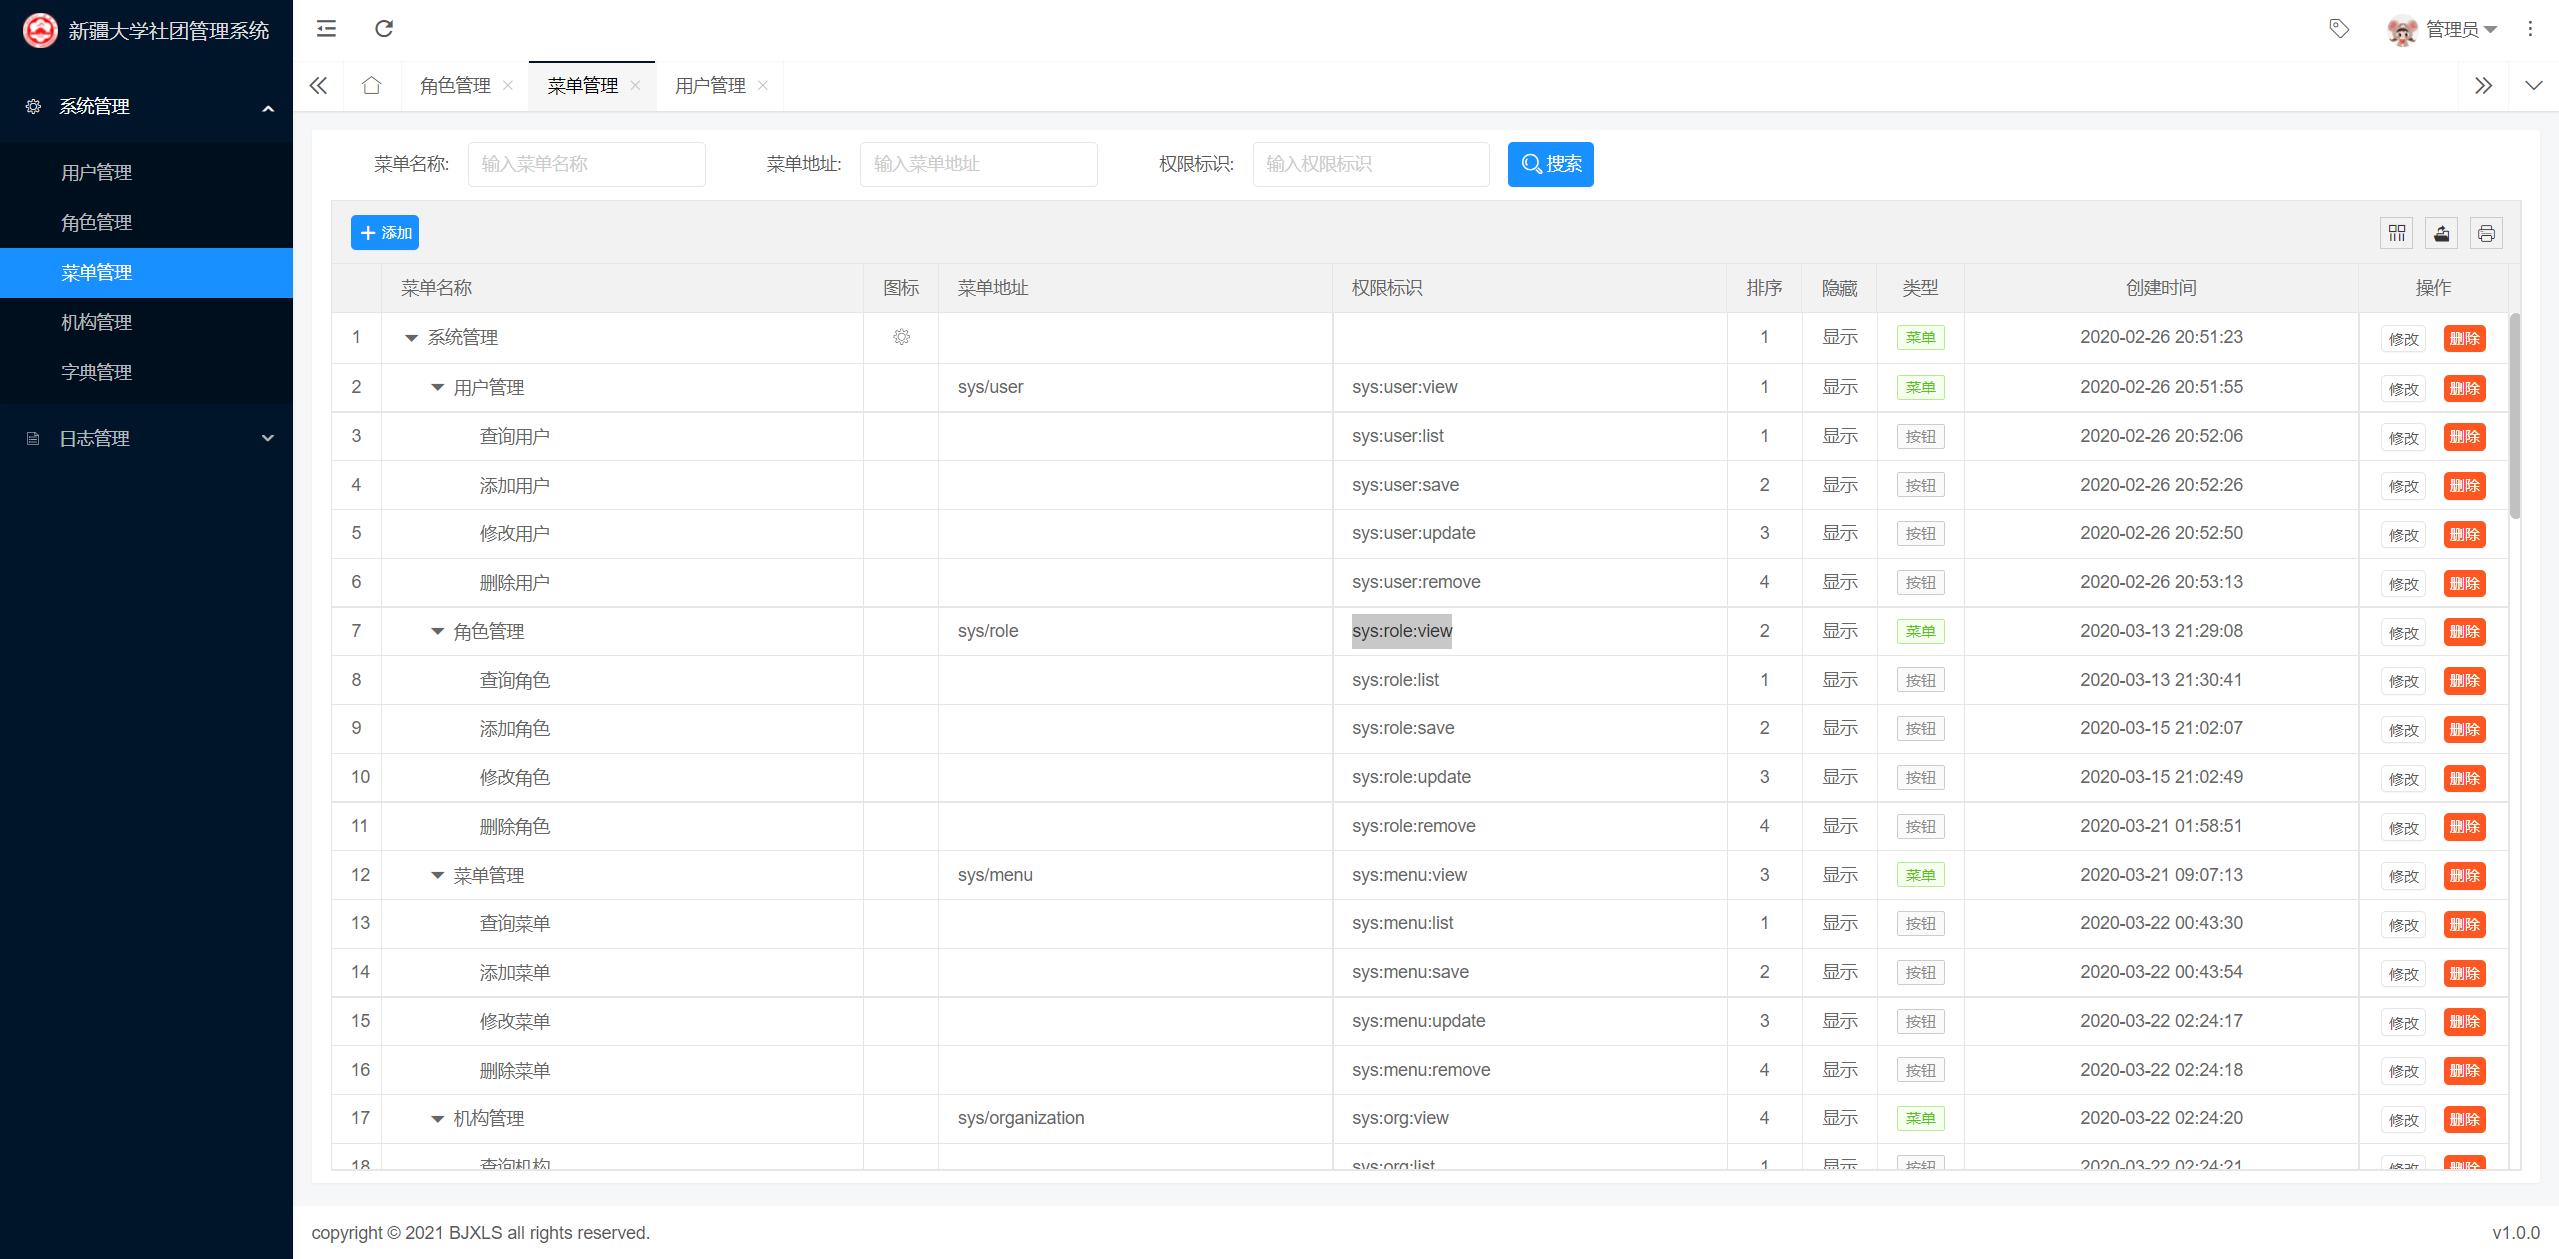 新疆大学社团管理系统
管理员
角色管理 菜单管理 用户管理
系统管理
用户管理
角色管理
菜单管理
机构管理
字典管理
日志管理
菜单名称: 输入菜单名称 菜单地址: 输入菜单地址 权限标识: 输入权限标识 搜索
添加
菜单名称 图标 菜单地址 权限标识 排序 隐藏 类型 创建时间 操作
1 系统管理 1 显示 菜单 2020-02-26 20:51:23 修改 删除
2 用户管理 sys/user sys:user:view 1 显示 菜单 2020-02-26 20:51:55 修改 删除
3 查询用户 sys:user:list 1 显示 按钮 2020-02-26 20:52:06 修改 删除
4 添加用户 sys:user:save 2 显示 按钮 2020-02-26 20:52:26 修改 删除
5 修改用户 sys:user:update 3 显示 按钮 2020-02-26 20:52:50 修改 删除
6 删除用户 sys:user:remove 4 显示 按钮 2020-02-26 20:53:13 修改 删除
7 角色管理 sys/role sys:role:view 2 显示 菜单 2020-03-13 21:29:08 修改 删除
8 查询角色 sys:role:list 1 显示 按钮 2020-03-13 21:30:41 修改 删除
9 添加角色 sys:role:save 2 显示 按钮 2020-03-15 21:02:07 修改 删除
10 修改角色 sys:role:update 3 显示 按钮 2020-03-15 21:02:49 修改 删除
11 删除角色 sys:role:remove 4 显示 按钮 2020-03-21 01:58:51 修改 删除
12 菜单管理 sys/menu sys:menu:view 3 显示 菜单 2020-03-21 09:07:13 修改 删除
13 查询菜单 sys:menu:list 1 显示 按钮 2020-03-22 00:43:30 修改 删除
14 添加菜单 sys:menu:save 2 显示 按钮 2020-03-22 00:43:54 修改 删除
15 修改菜单 sys:menu:update 3 显示 按钮 2020-03-22 02:24:17 修改 删除
16 删除菜单 sys:menu:remove 4 显示 按钮 2020-03-22 02:24:18 修改 删除
17 机构管理 sys/organization sys:org:view 4 显示 菜单 2020-03-22 02:24:20 修改 删除
18 查询机构 sys:org:list 1 显示 按钮 2020-03-22 02:24:21 修改 删除
copyright © 2021 BJXLS all rights reserved. v1.0.0